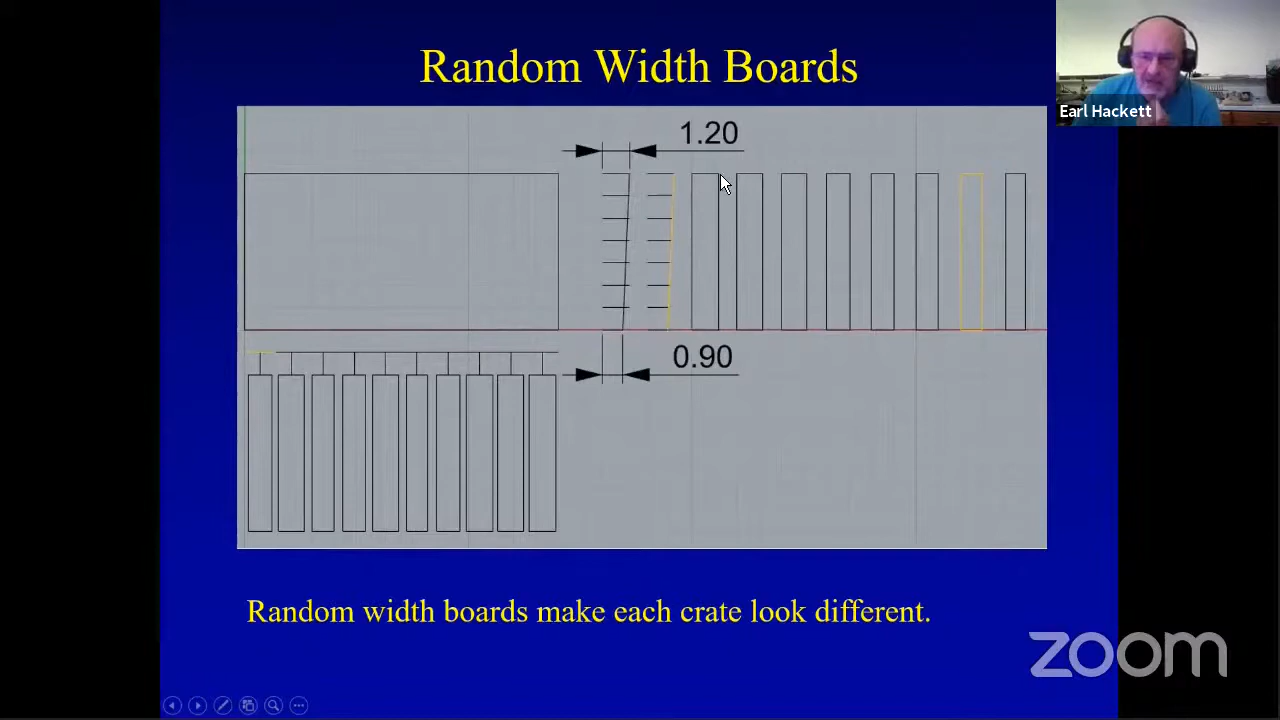 Random Width Boards
Earl Hackett
1.20
0.90
Random width boards make each crate look different.
zoom